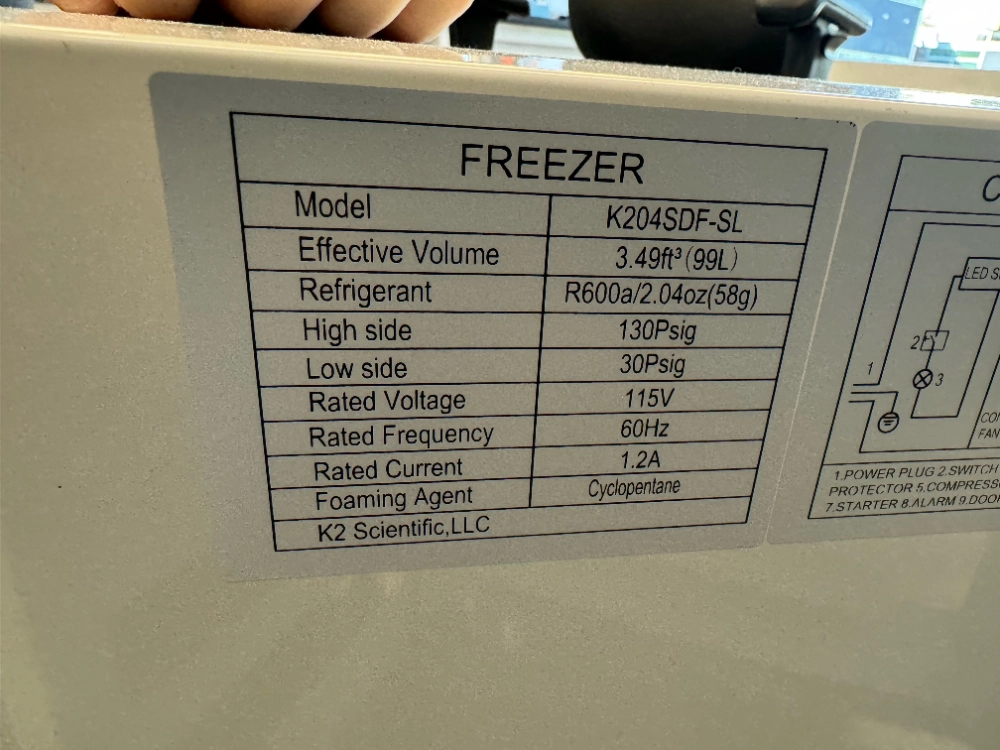 FREEZER
Model K204SDF-SL
Effective Volume 3.49ft³(99L)
Refrigerant R600a/2.04oz(58g)
High side 130Psig
Low side 30Psig
Rated Voltage 115V
Rated Frequency 60Hz
Rated Current 1.2A
Foaming Agent Cyclopentane
K2 Scientific,LLC
C
LED S
2
1
3
CO
FAN
1.POWER PLUG 2.SWITCH
PROTECTOR 5.COMPRESS
7.STARTER 8.ALARM 9.DOO